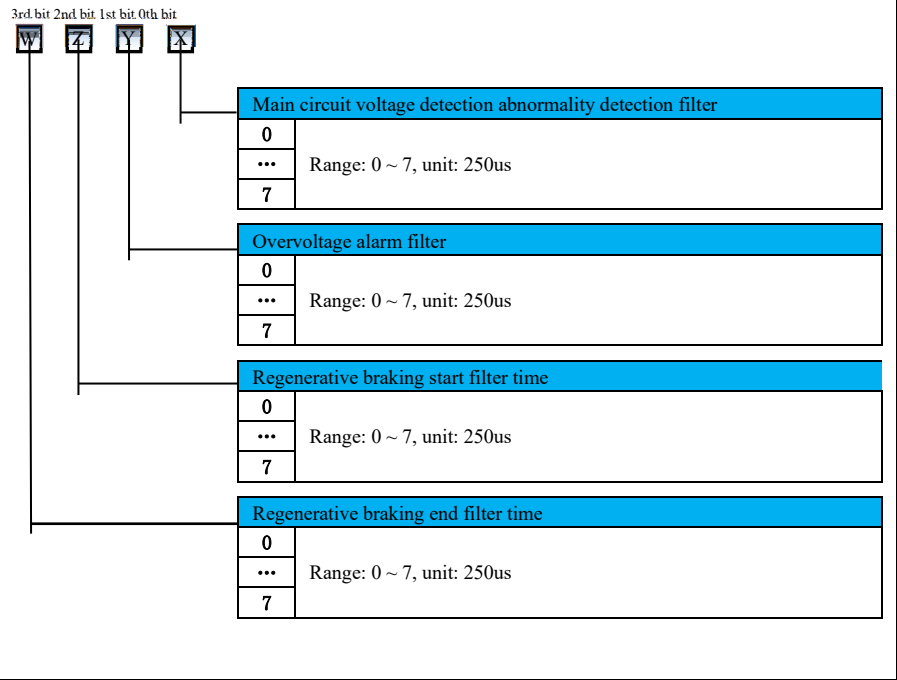 3rd bit 2nd bit 1st bit 0th bit
W Z Y X
Main circuit voltage detection abnormality detection filter
0
...
7
Range: 0 ~ 7, unit: 250us
Overvoltage alarm filter
0
...
7
Range: 0 ~ 7, unit: 250us
Regenerative braking start filter time
0
...
7
Range: 0 ~ 7, unit: 250us
Regenerative braking end filter time
0
...
7
Range: 0 ~ 7, unit: 250us